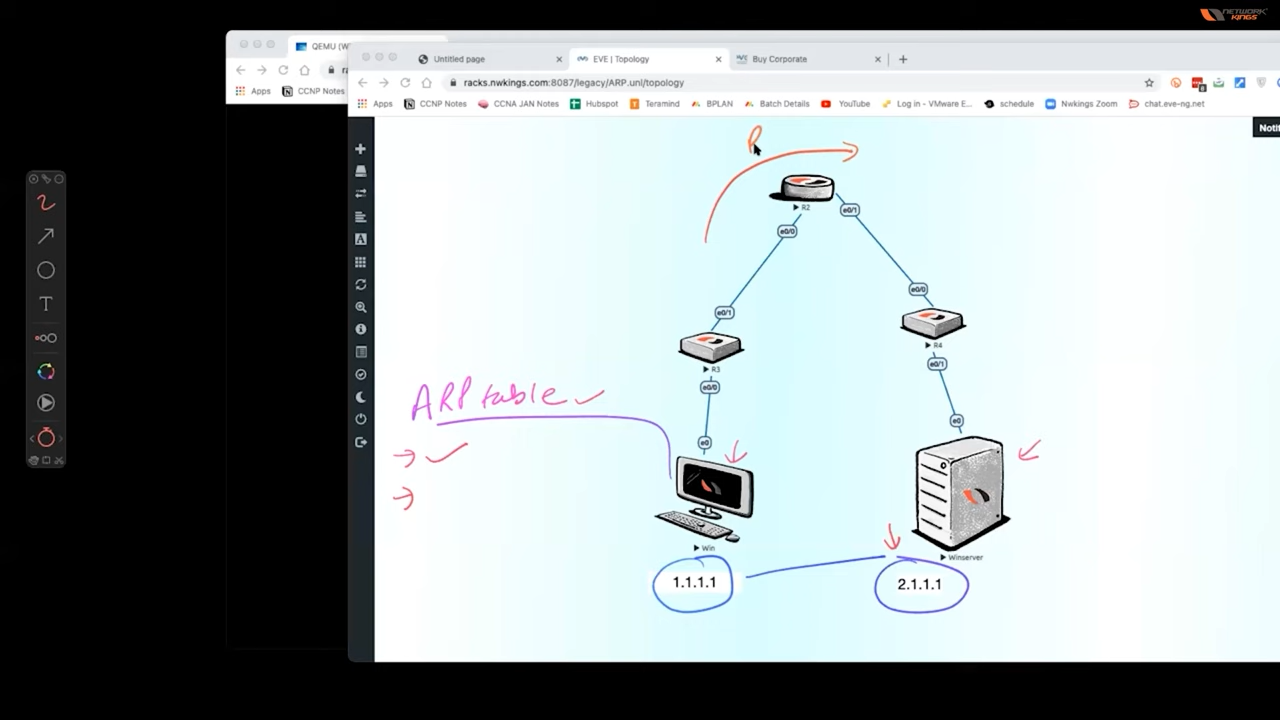 NETWORK
KINGS
QEMU (W
Untitled page
EVE | Topology
Buy Corporate
racks.nwkings.com:8087/legacy/ARP.unl/topology
Apps
CCNP Notes
Apps
CCNP Notes
CCNA JAN Notes
Hubspot
Teramind
BPLAN
Batch Details
YouTube
Log in - VMware E...
schedule
Nwkings Zoom
chat.eve-ng.net
Noti
R2
e0/0
e0/1
e0/1
e0/0
R3
R4
e0/0
e0/1
ARP table
e0
e0
Win
Winserver
1.1.1.1
2.1.1.1
T
A